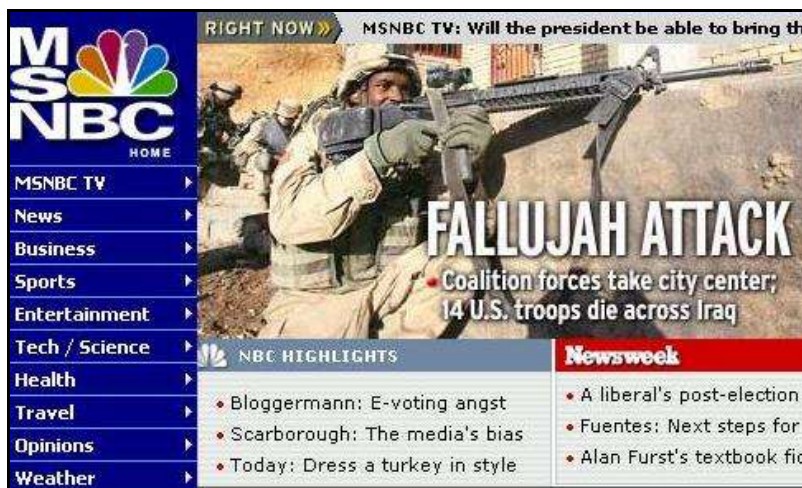 MSNBC
HOME
MSNBC TV
News
Business
Sports
Entertainment
Tech / Science
Health
Travel
Opinions
Weather
RIGHT NOW MSNBC TV: Will the president be able to bring
FALLUJAH ATTACK
• Coalition forces take city center;
14 U.S. troops die across Iraq
NBC HIGHLIGHTS
• Bloggermann: E-voting angst
• Scarborough: The media's bias
• Today: Dress a turkey in style
Newsweek
• A liberal's post-election
• Fuentes: Next steps for
• Alan Furst's textbook